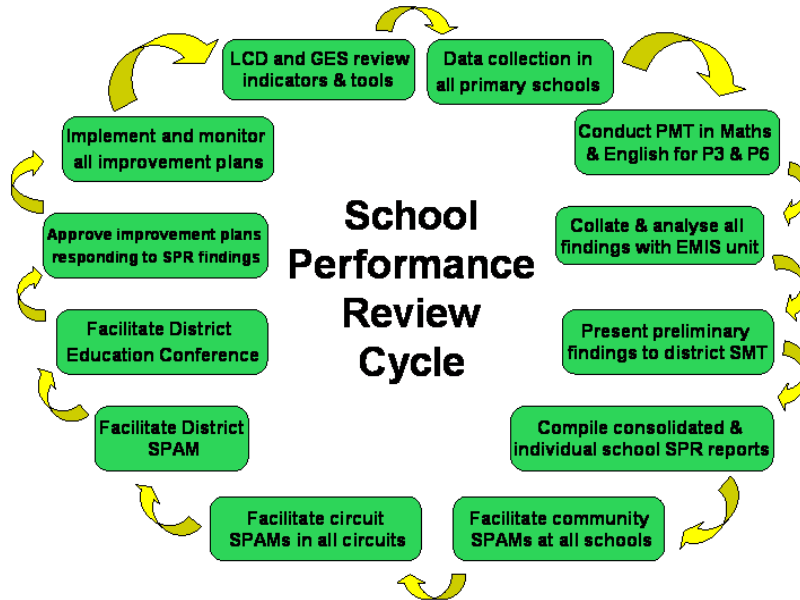 LCD and GES review
indicators & tools
Data collection in
all primary schools
Conduct PMT in Maths
& English for P3 & P6
Collate & analyse all
findings with EMIS unit
Present preliminary
findings to district SMT
Compile consolidated &
individual school SPR reports
Facilitate community
SPAMs at all schools
Facilitate circuit
SPAMs in all circuits
Facilitate District
SPAM
Facilitate District
Education Conference
Approve improvement plans
responding to SPR findings
Implement and monitor
all improvement plans
School
Performance
Review
Cycle